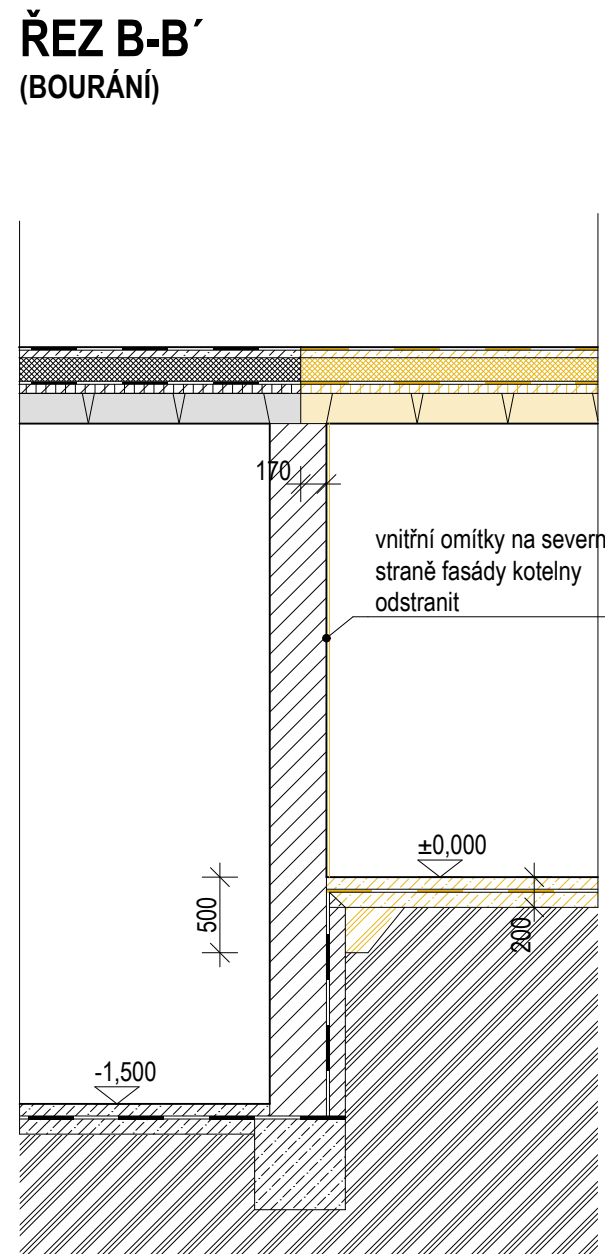 ŘEZ B-B´
(BOURÁNÍ)
170
vnitřní omítky na severn
straně fasády kotelny
odstranit
±0,000
500
200
-1,500